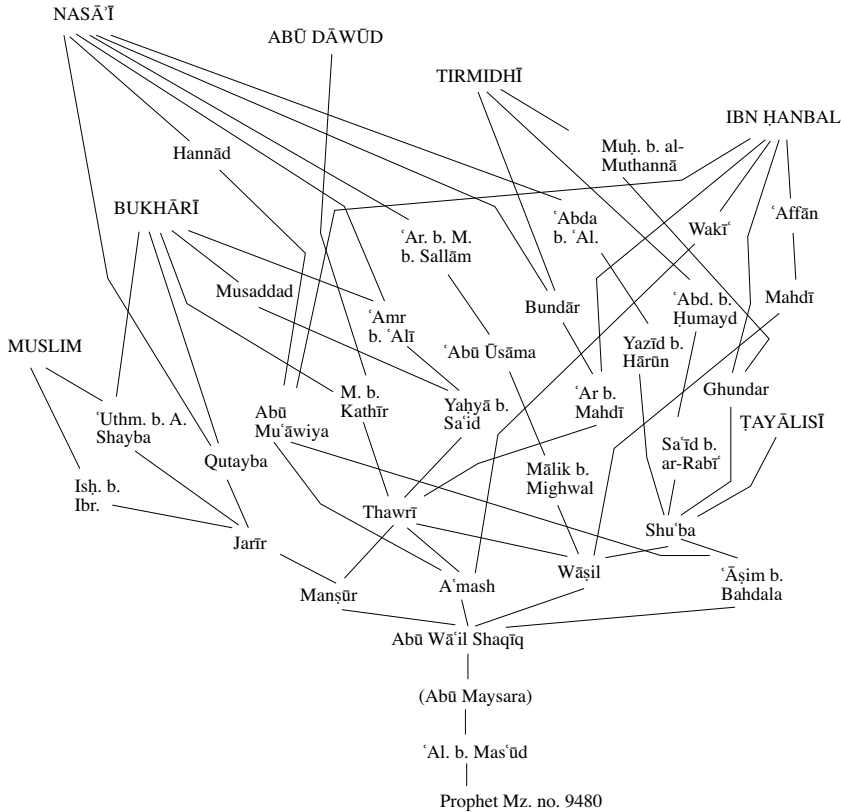 NASĀʾĪ
ABŪ DĀWŪD
TIRMIDHĪ
IBN ḤANBAL
Hannād
Muḥ. b. al-
Muthannā
BUKHĀRĪ
ʿAr. b. M.
b. Sallām
ʿAbda
b. ʿAl.
Wakīʿ
ʿAffān
Musaddad
ʿAmr
b. ʿAlī
Bundār
ʿAbd. b.
Ḥumayd
Mahdī
MUSLIM
ʿAbū Ūsāma
Yazīd b.
Hārūn
ʿUthm. b. A.
Shayba
Abū
Muʿāwiya
M. b.
Kathīr
Yaḥyā b.
Saʿid
ʿAr b.
Mahdī
Ghundar
ṬAYĀLISĪ
Qutayba
Saʿīd b.
ar-Rabīʿ
Isḥ. b.
Ibr.
Mālik b.
Mighwal
Jarīr
Thawrī
Shuʿba
Manṣūr
Aʿmash
Wāṣil
ʿĀṣim b.
Bahdala
Abū Wāʾil Shaqīq
(Abū Maysara)
ʿAl. b. Masʿūd
Prophet Mz. no. 9480